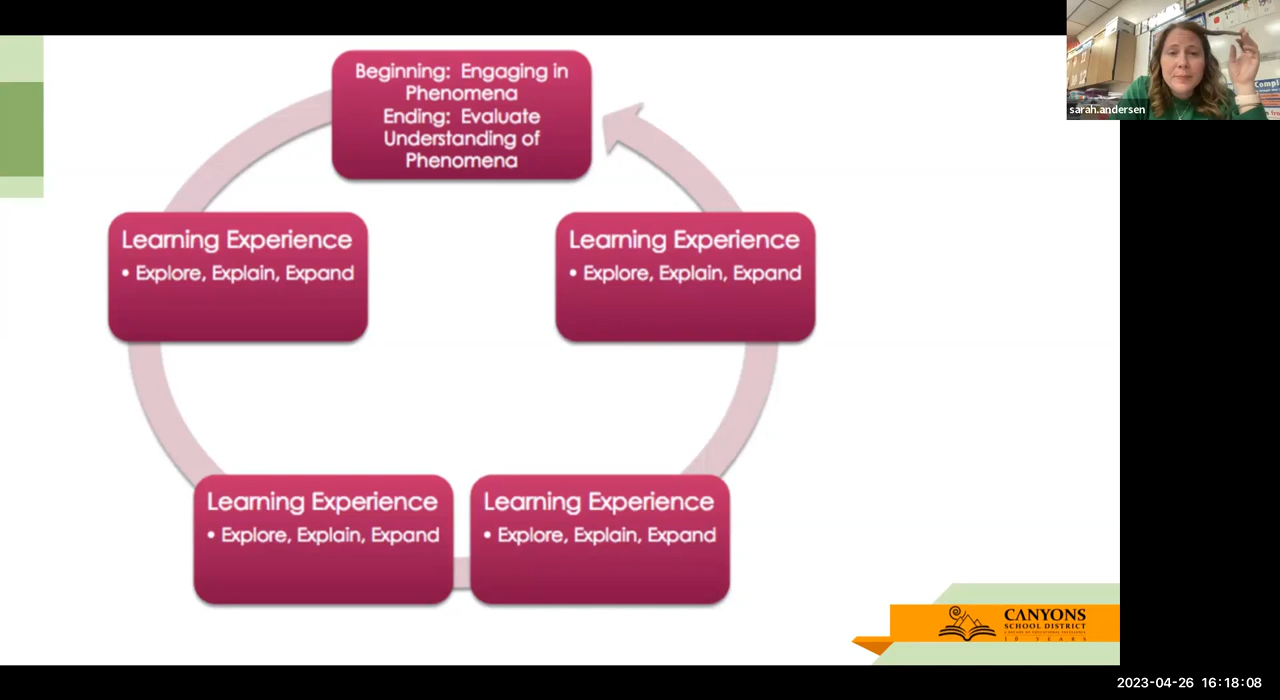 Beginning: Engaging in
Phenomena
Ending: Evaluate
Understanding of
Phenomena
Learning Experience
• Explore, Explain, Expand
Learning Experience
• Explore, Explain, Expand
Learning Experience
• Explore, Explain, Expand
Learning Experience
• Explore, Explain, Expand
CANYONS
SCHOOL DISTRICT
10 YEARS
sarah.andersen
2023-04-26 16:18:08